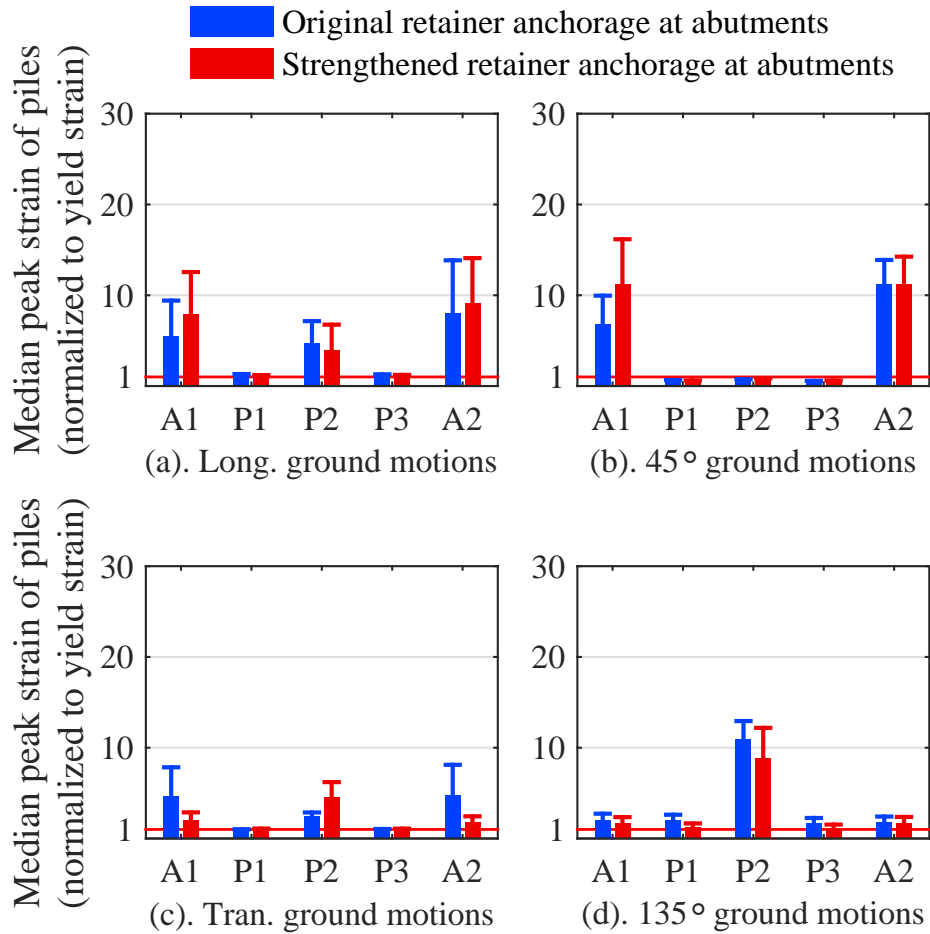 Original retainer anchorage at abutments
Strengthened retainer anchorage at abutments
Median peak strain of piles
(normalized to yield strain)
30
20
10
1
A1 P1 P2 P3 A2
(a). Long. ground motions
30
20
10
1
A1 P1 P2 P3 A2
(b). 45° ground motions
Median peak strain of piles
(normalized to yield strain)
30
20
10
1
A1 P1 P2 P3 A2
(c). Tran. ground motions
30
20
10
1
A1 P1 P2 P3 A2
(d). 135° ground motions